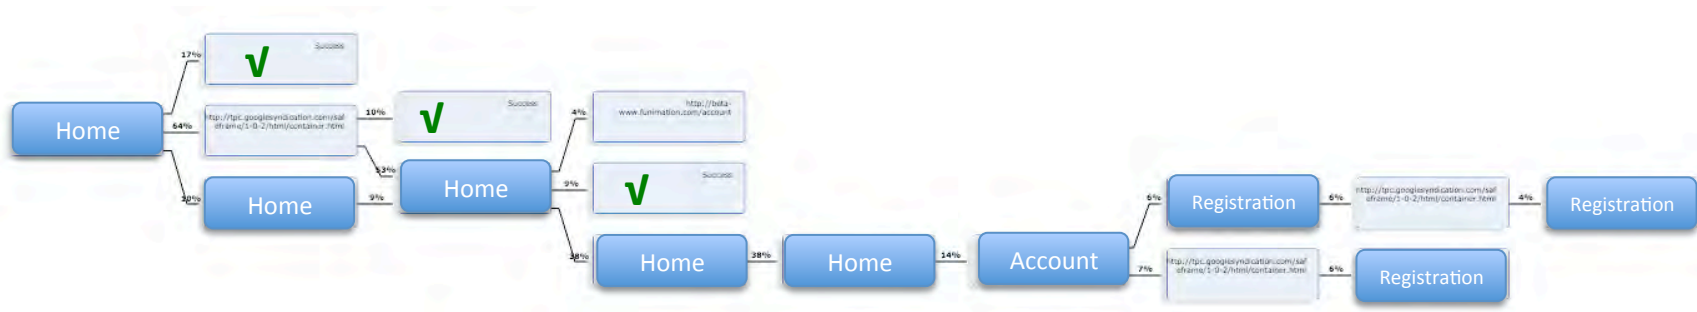 Home
17%
√
Success
64%
http://tpc.googlesyndication.com/saf
eframe/1-0-2/html/container.html
10%
Home
10%
√
Success
53%
9%
Home
4%
http://beta-
www.funimation.com/account
9%
√
Success
38%
Home
38%
Home
14%
Account
6%
Registration
6%
http://tpc.googlesyndication.com/saf
eframe/1-0-2/html/container.html
4%
Registration
7%
http://tpc.googlesyndication.com/saf
eframe/1-0-2/html/container.html
6%
Registration